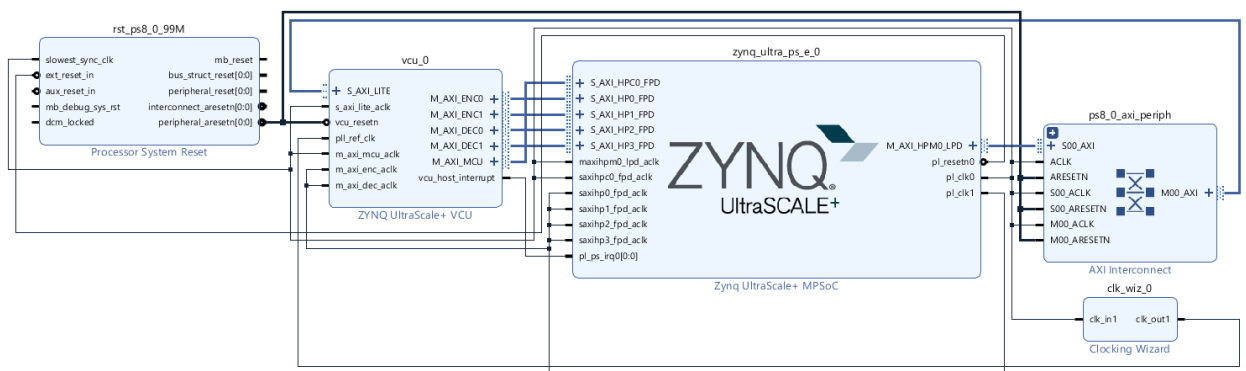 rst_ps8_0_99M
slowest_sync_clk
ext_reset_in
aux_reset_in
mb_debug_sys_rst
dcm_locked
mb_reset
bus_struct_reset[0:0]
peripheral_reset[0:0]
interconnect_aresetn[0:0]
peripheral_aresetn[0:0]
Processor System Reset
vcu_0
S_AXI_LITE
s_axi_lite_aclk
vcu_resetn
pll_ref_clk
m_axi_mcu_aclk
m_axi_enc_aclk
m_axi_dec_aclk
M_AXI_ENC0
M_AXI_ENC1
M_AXI_DEC0
M_AXI_DEC1
M_AXI_MCU
vcu_host_interrupt
ZYNQ UltraScale+ VCU
zynq_ultra_ps_e_0
S_AXI_HPC0_FPD
S_AXI_HP0_FPD
S_AXI_HP1_FPD
S_AXI_HP2_FPD
S_AXI_HP3_FPD
maxihpm0_lpd_aclk
saxihpc0_fpd_aclk
saxihp0_fpd_aclk
saxihp1_fpd_aclk
saxihp2_fpd_aclk
saxihp3_fpd_aclk
pl_ps_irq0[0:0]
ZYNQ®
UltraSCALE+
M_AXI_HPM0_LPD
pl_resetn0
pl_clk0
pl_clk1
Zynq UltraScale+ MPSoC
ps8_0_axi_periph
S00_AXI
ACLK
ARESETN
S00_ACLK
S00_ARESETN
M00_ACLK
M00_ARESETN
M00_AXI
AXI Interconnect
clk_wiz_0
clk_in1
clk_out1
Clocking Wizard